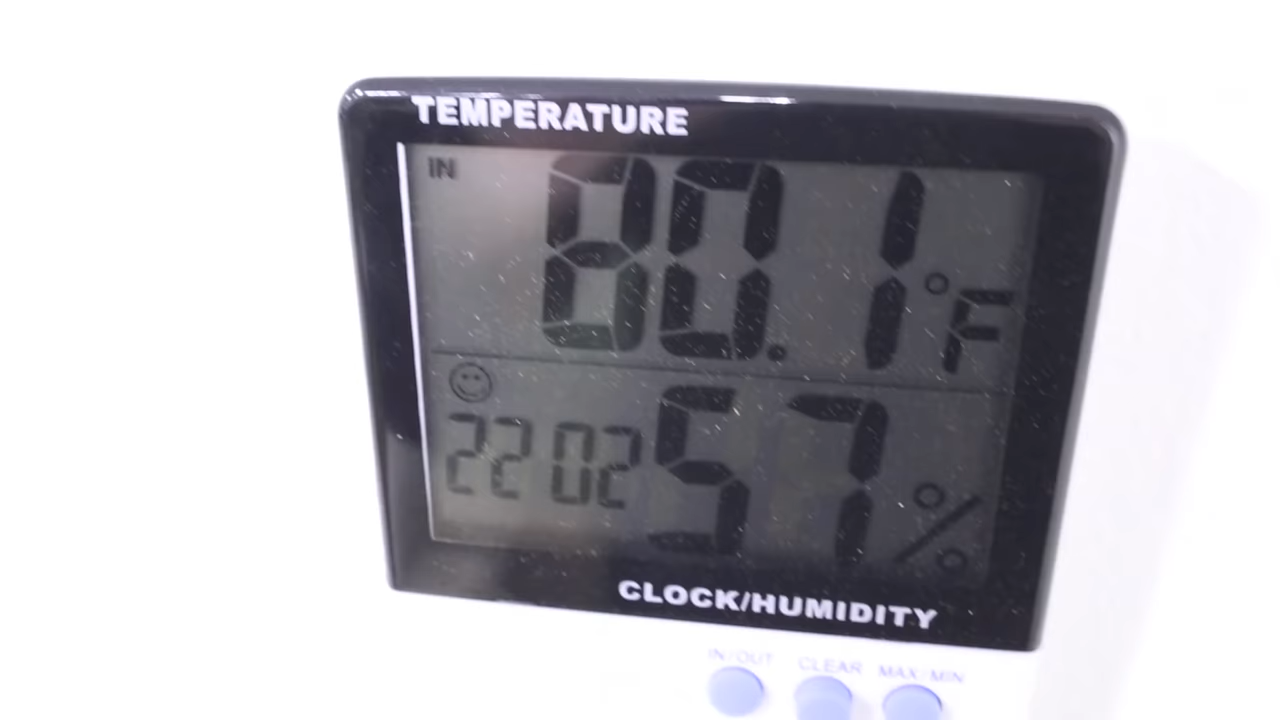 TEMPERATURE
IN
80.1°F
22 02 57%
CLOCK/HUMIDITY
IN/OUT CLEAR MAX/MIN